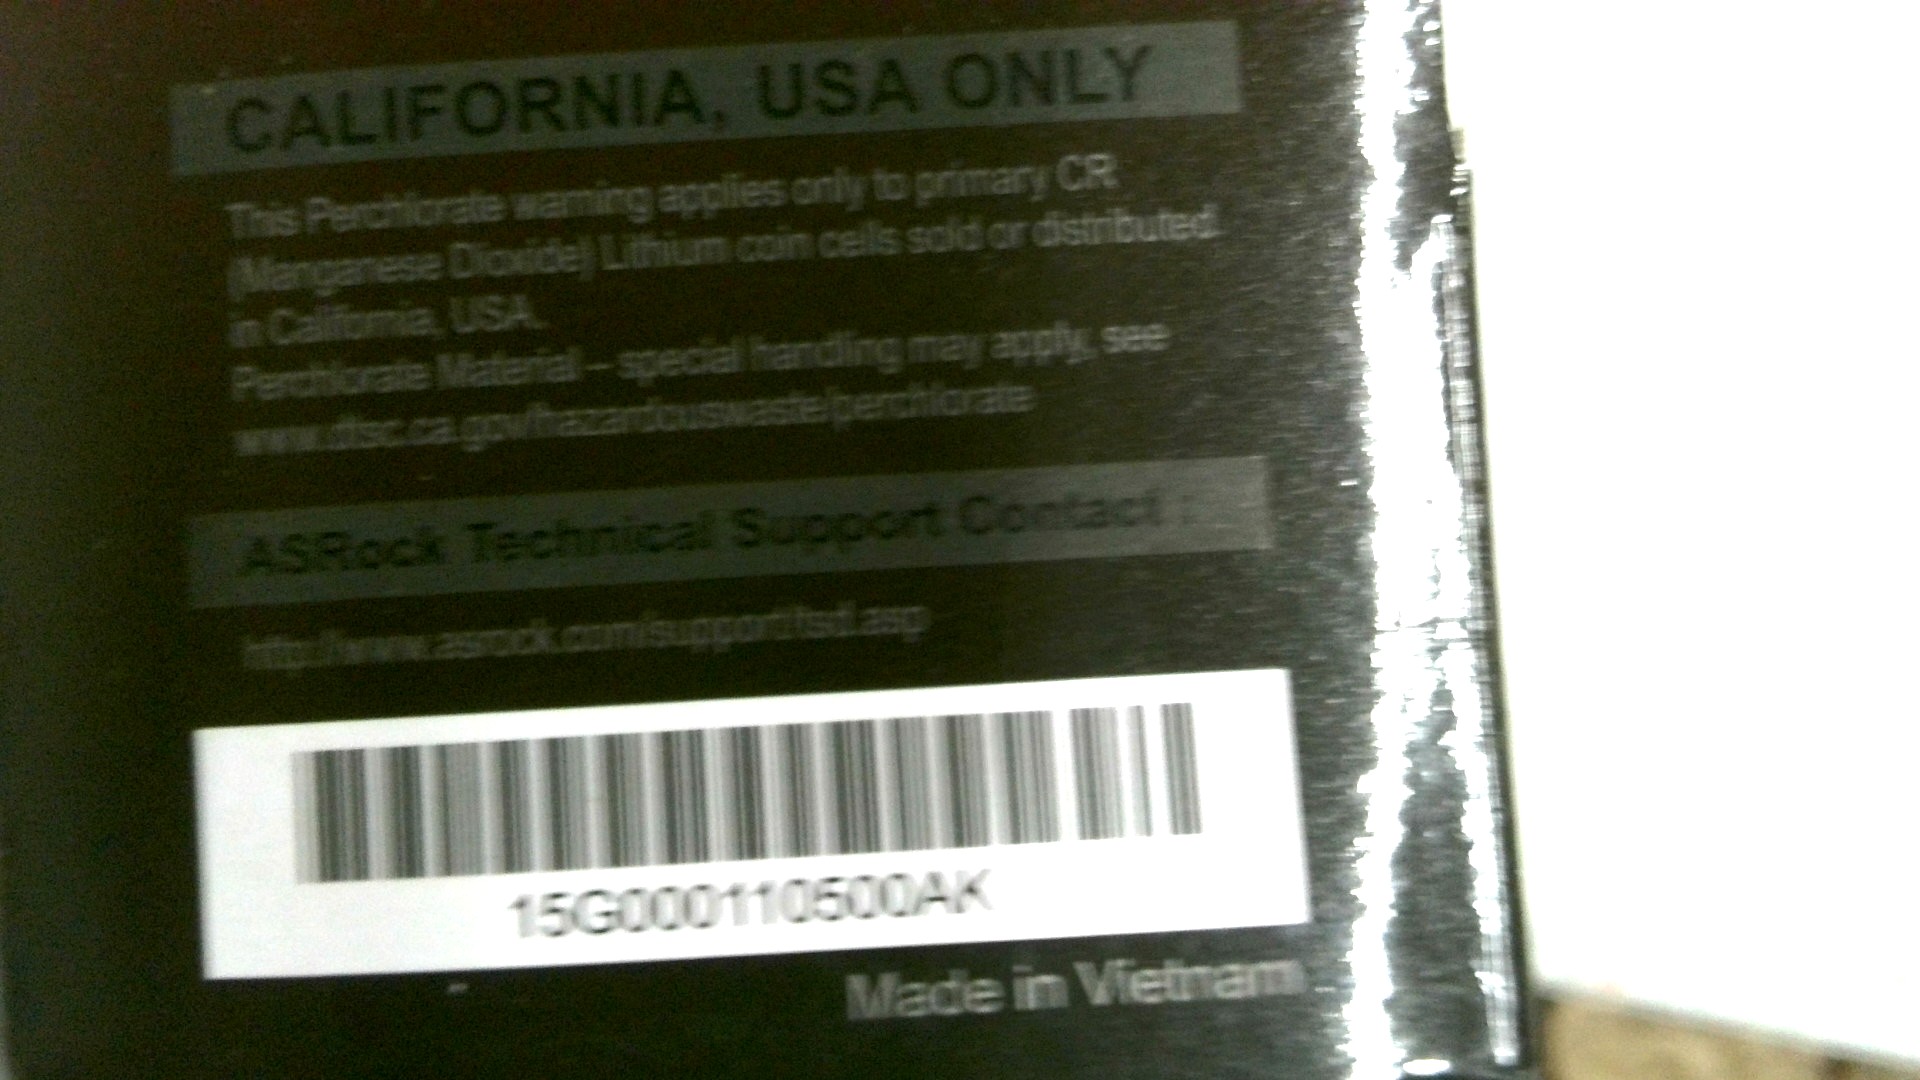 CALIFORNIA, USA ONLY
This Perchlorate warning applies only to primary CR
(Manganese Dioxide) Lithium coin cells sold or distributed
in California, USA.
Perchlorate Material – special handling may apply, see
www.dtsc.ca.gov/hazardouswaste/perchlorate
ASRock Technical Support Contact :
http://www.asrock.com/support/tsd.asp
15G000110500AK
Made in Vietnam